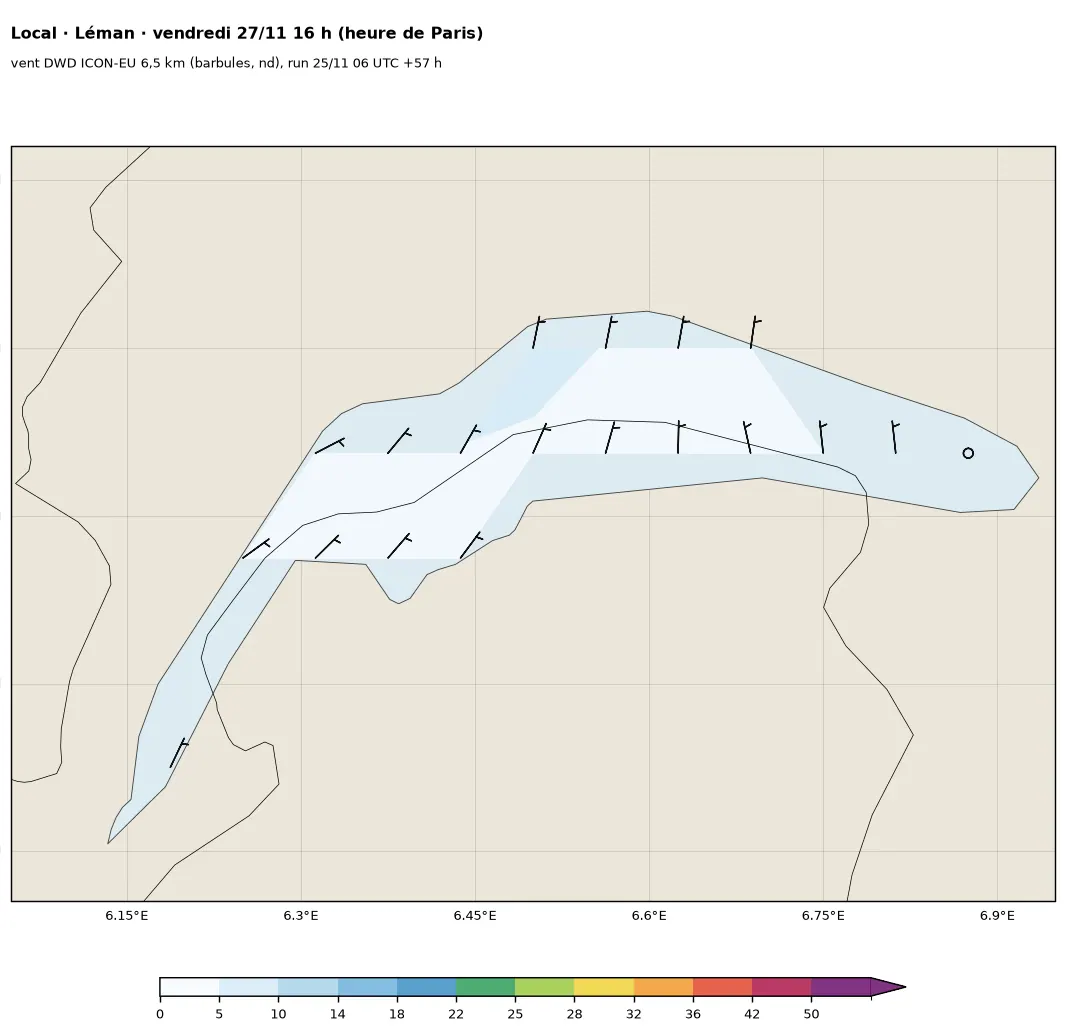 Local · Léman · vendredi 27/11 16 h (heure de Paris)
vent DWD ICON-EU 6,5 km (barbules, nd), run 25/11 06 UTC +57 h
6.15°E 6.3°E 6.45°E 6.6°E 6.75°E 6.9°E
0 5 10 14 18 22 25 28 32 36 42 50